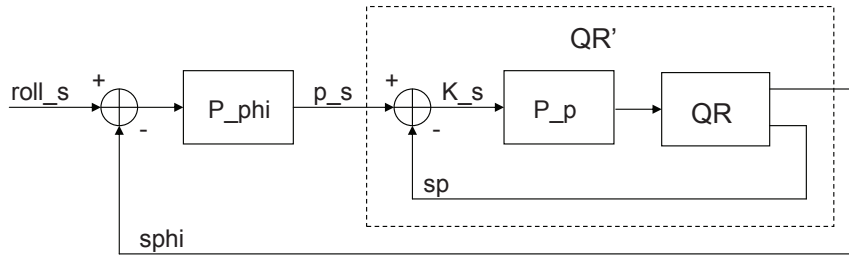 QR’
roll_s
+
-
P_phi
p_s
+
-
K_s
P_p
QR
sp
sphi